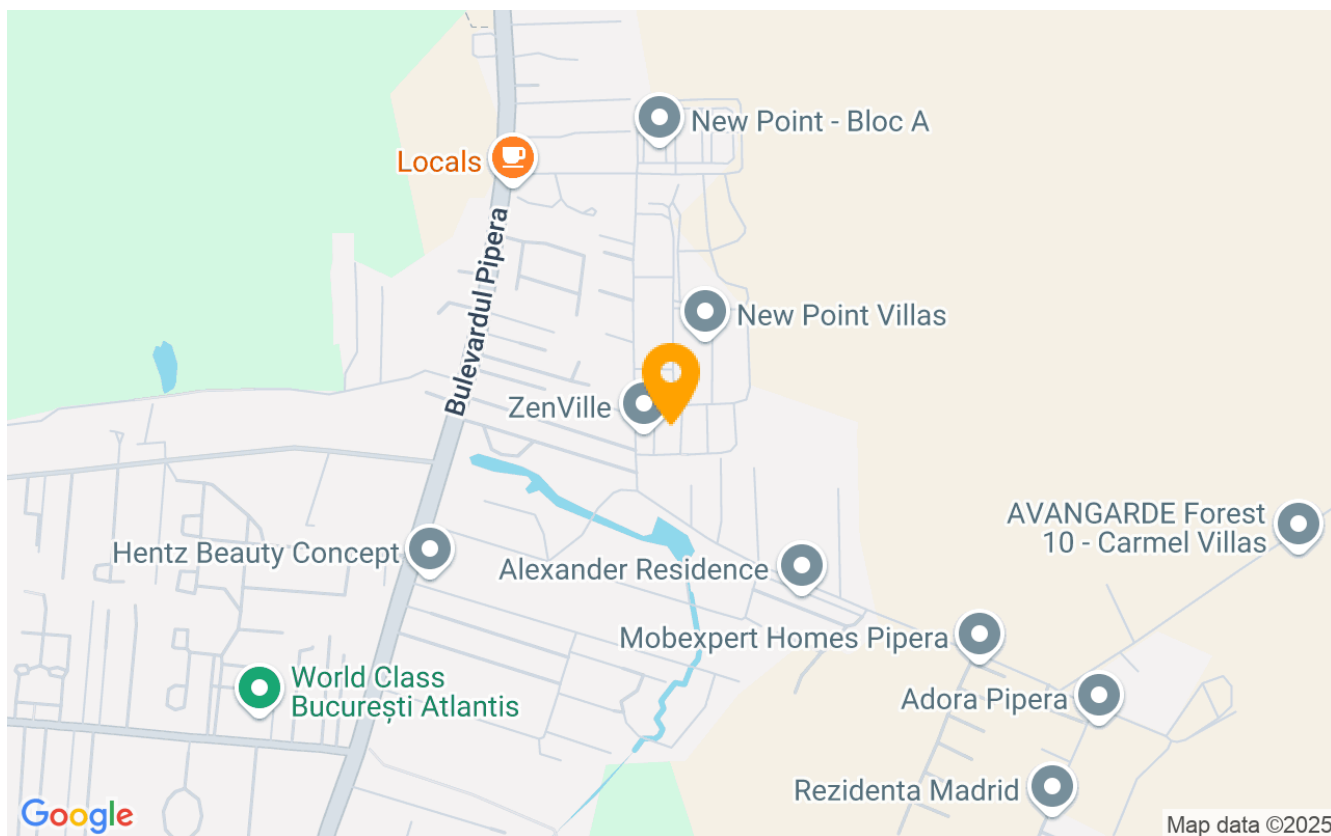 New Point - Bloc A
Locals
Bulevardul Pipera
New Point Villas
ZenVille
AVANGARDE Forest
10 - Carmel Villas
Hentz Beauty Concept
Alexander Residence
Mobexpert Homes Pipera
World Class
București Atlantis
Adora Pipera
Rezidenta Madrid
Google
Map data ©2025